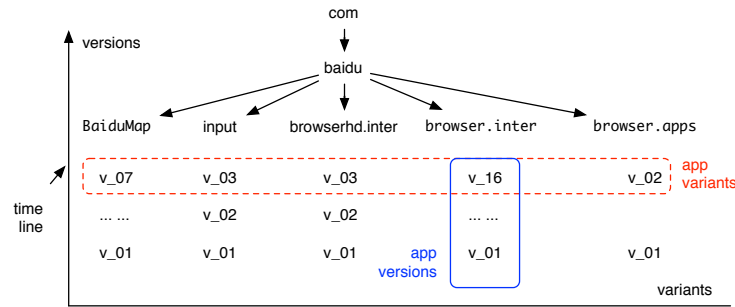 com
versions
baidu
BaiduMap input browserhd.inter browser.inter browser.apps
v_07 v_03 v_03 v_16 v_02
app
variants
time
line
... ... v_02 v_02 ... ...
v_01 v_01 v_01 v_01 v_01
app
versions
variants